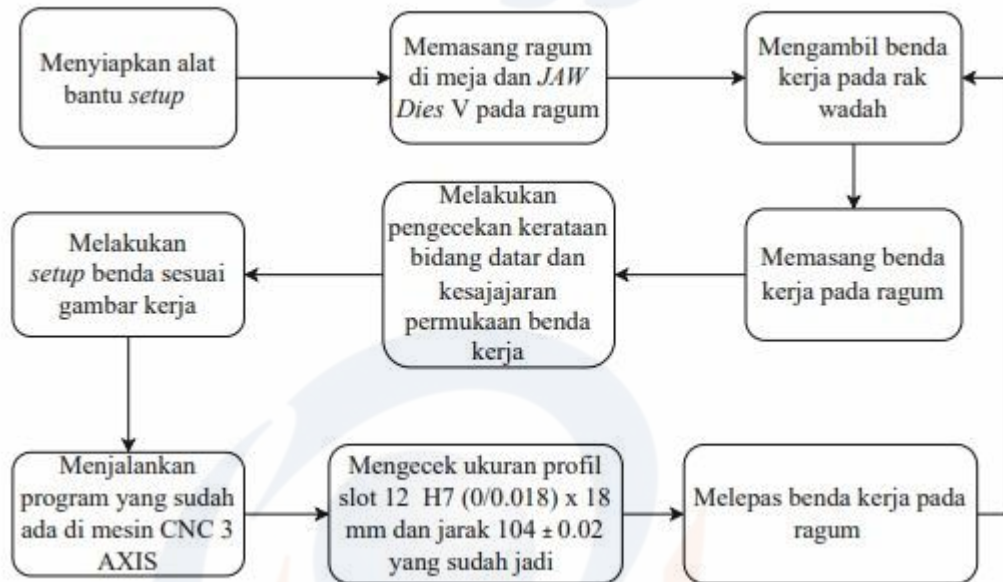 Menyiapkan alat
bantu setup
Memasang ragum
di meja dan JAW
Dies V pada ragum
Mengambil benda
kerja pada rak
wadah
Memasang benda
kerja pada ragum
Melakukan
pengecekan kerataan
bidang datar dan
kesajajaran
permukaan benda
kerja
Melakukan
setup benda sesuai
gambar kerja
Menjalankan
program yang sudah
ada di mesin CNC 3
AXIS
Mengecek ukuran profil
slot 12 H7 (0/0.018) x 18
mm dan jarak 104 ± 0.02
yang sudah jadi
Melepas benda kerja pada
ragum